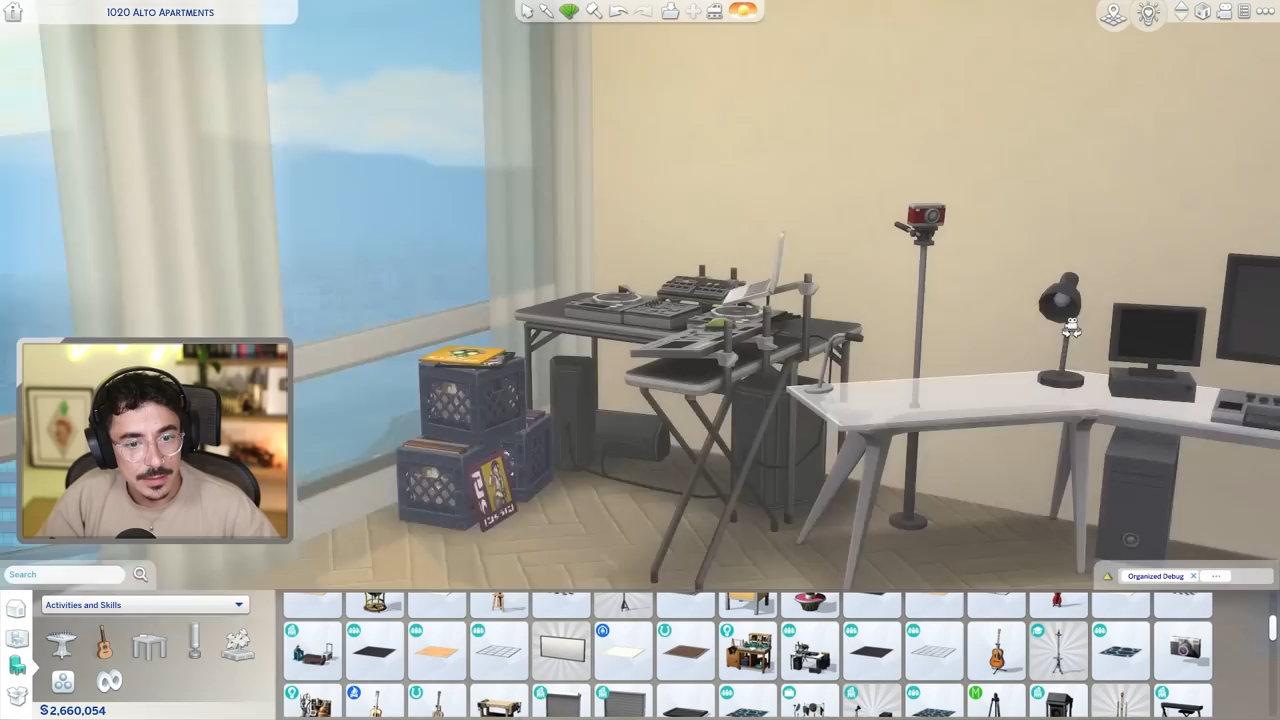 1020 Alto Apartments
Search
Organized Debug
Activities and Skills
M
§2,660,054